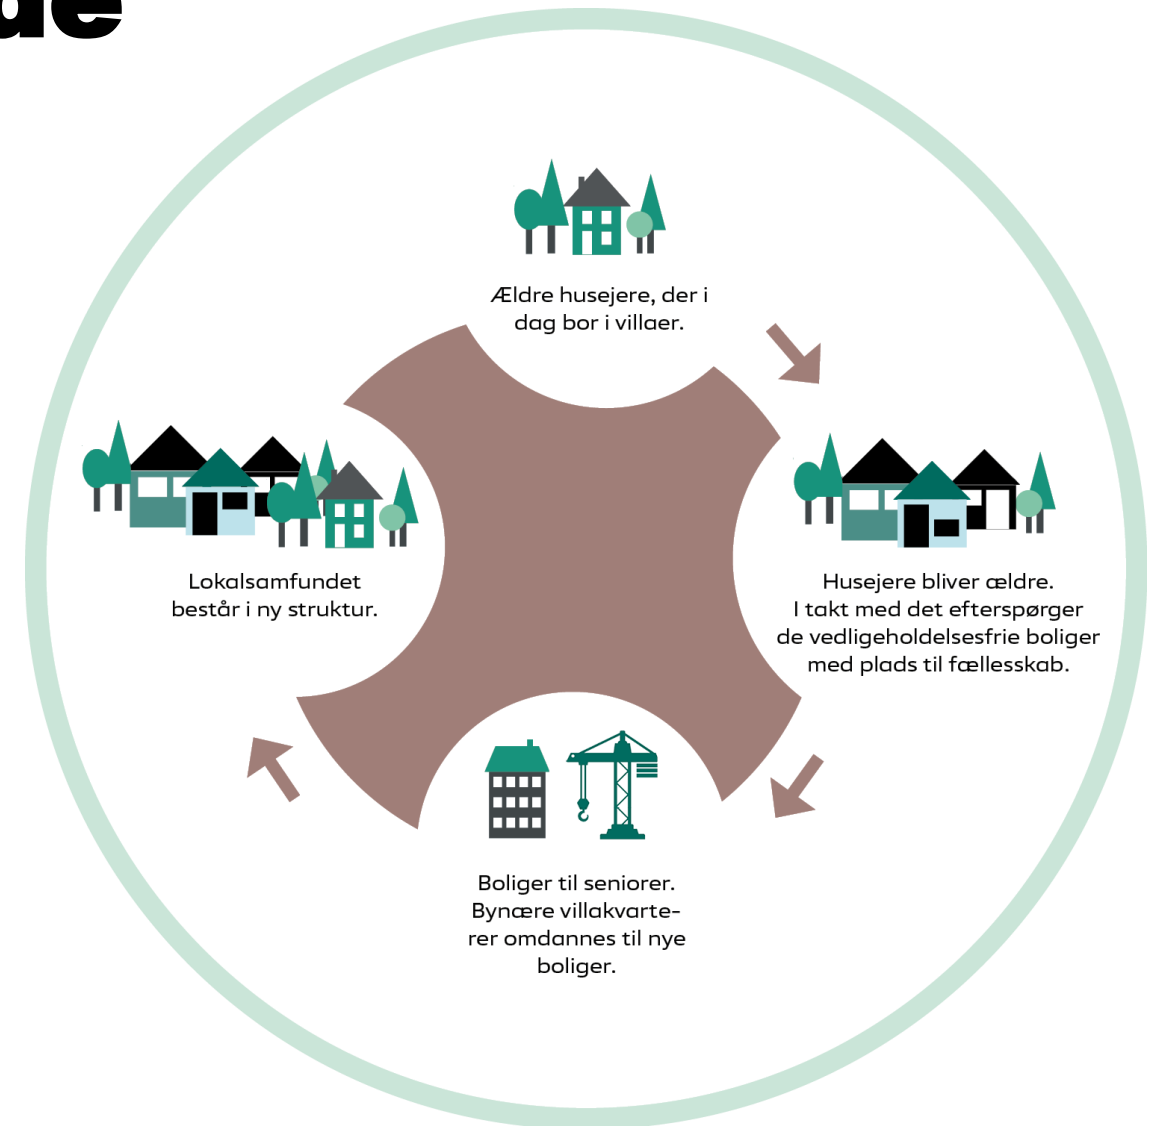 Ældre husejere, der i
dag bor i villaer.
Husejere bliver ældre.
I takt med det efterspørger
de vedligeholdelsesfrie boliger
med plads til fællesskab.
Boliger til seniorer.
Bynære villakvarte-
rer omdannes til nye
boliger.
Lokalsamfundet
består i ny struktur.